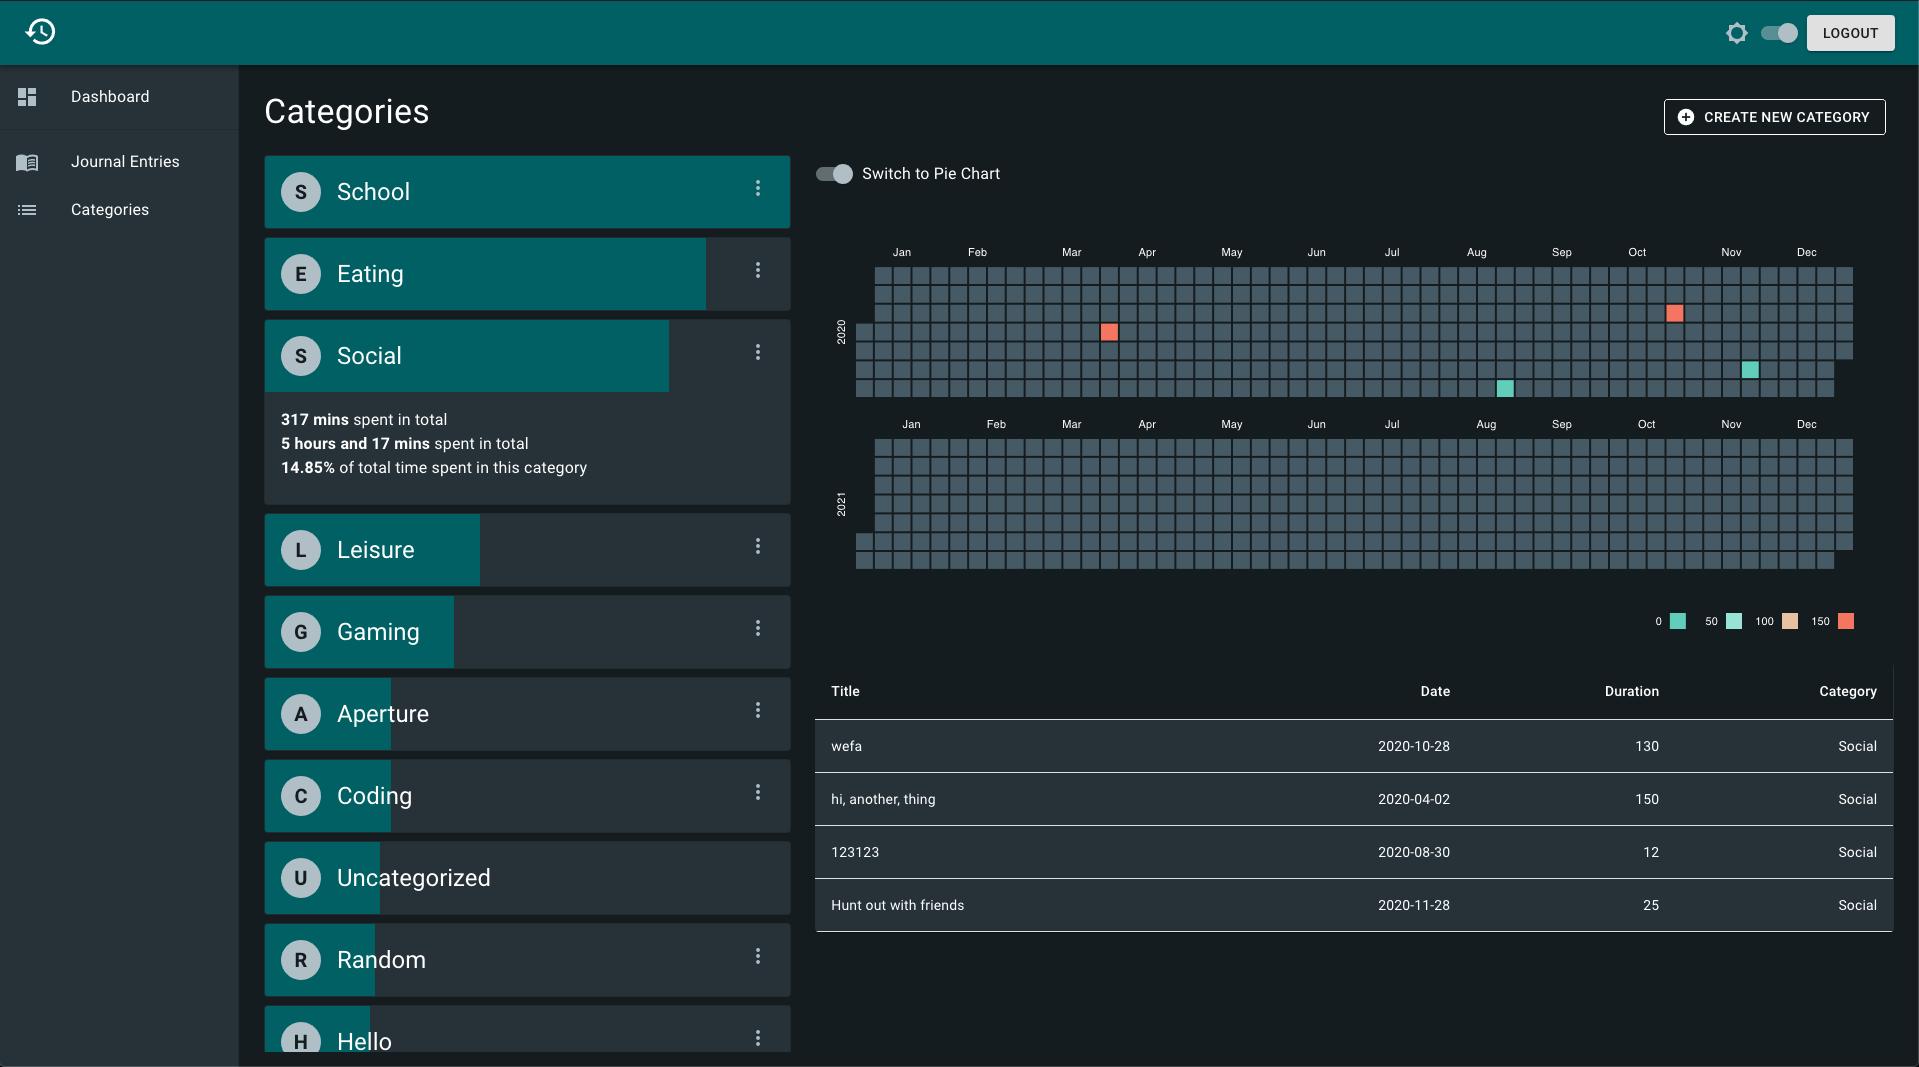 LOGOUT
Dashboard
Journal Entries
Categories
Categories
CREATE NEW CATEGORY
S School
E Eating
S Social
317 mins spent in total
5 hours and 17 mins spent in total
14.85% of total time spent in this category
L Leisure
G Gaming
A Aperture
C Coding
U Uncategorized
R Random
H Hello
Switch to Pie Chart
Jan Feb Mar Apr May Jun Jul Aug Sep Oct Nov Dec
2020
Jan Feb Mar Apr May Jun Jul Aug Sep Oct Nov Dec
2021
0 50 100 150
Title Date Duration Category
wefa 2020-10-28 130 Social
hi, another, thing 2020-04-02 150 Social
123123 2020-08-30 12 Social
Hunt out with friends 2020-11-28 25 Social